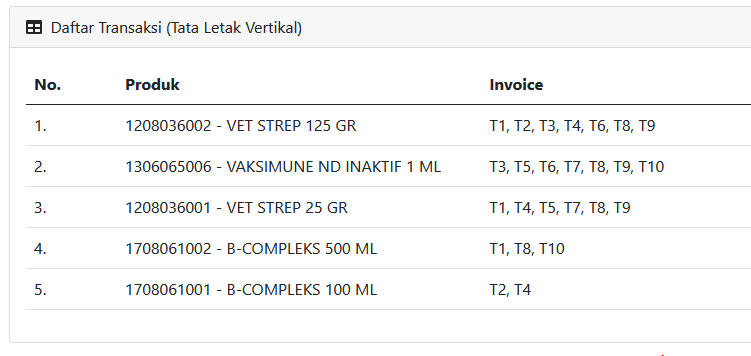 Daftar Transaksi (Tata Letak Vertikal)
No. Produk Invoice
1. 1208036002 - VET STREP 125 GR T1, T2, T3, T4, T6, T8, T9
2. 1306065006 - VAKSIMUNE ND INAKTIF 1 ML T3, T5, T6, T7, T8, T9, T10
3. 1208036001 - VET STREP 25 GR T1, T4, T5, T7, T8, T9
4. 1708061002 - B-COMPLEKS 500 ML T1, T8, T10
5. 1708061001 - B-COMPLEKS 100 ML T2, T4